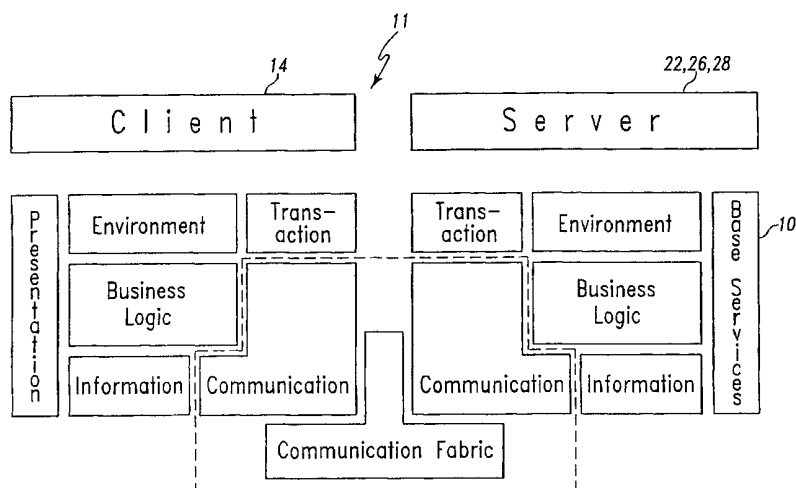 11
14
22,26,28
Client
Server
Presentation
Environment
Trans-
action
Trans-
action
Environment
Base Services
10
Business
Logic
Business
Logic
Information
Communication
Communication
Information
Communication Fabric